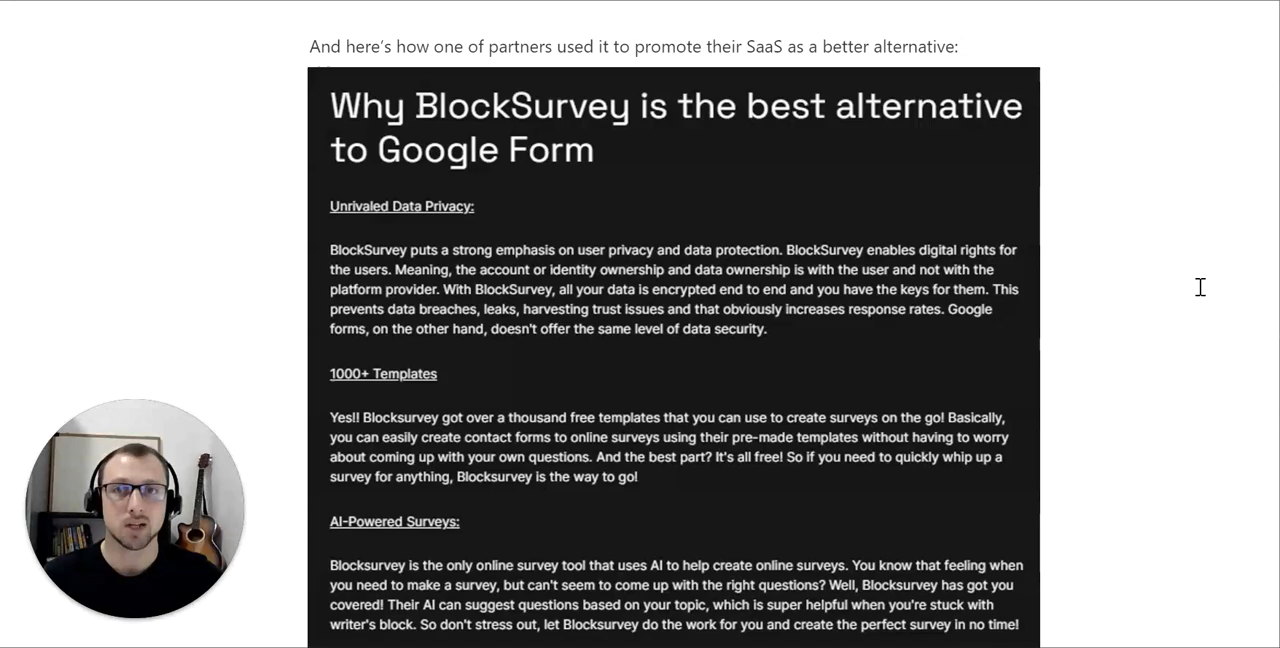 And here's how one of partners used it to promote their SaaS as a better alternative:
Why BlockSurvey is the best alternative
to Google Form
Unrivaled Data Privacy:
BlockSurvey puts a strong emphasis on user privacy and data protection. BlockSurvey enables digital rights for
the users. Meaning, the account or identity ownership and data ownership is with the user and not with the
platform provider. With BlockSurvey, all your data is encrypted end to end and you have the keys for them. This
prevents data breaches, leaks, harvesting trust issues and that obviously increases response rates. Google
forms, on the other hand, doesn't offer the same level of data security.
1000+ Templates
Yes!! Blocksurvey got over a thousand free templates that you can use to create surveys on the go! Basically,
you can easily create contact forms to online surveys using their pre-made templates without having to worry
about coming up with your own questions. And the best part? It's all free! So if you need to quickly whip up a
survey for anything, Blocksurvey is the way to go!
AI-Powered Surveys:
Blocksurvey is the only online survey tool that uses AI to help create online surveys. You know that feeling when
you need to make a survey, but can't seem to come up with the right questions? Well, Blocksurvey has got you
covered! Their AI can suggest questions based on your topic, which is super helpful when you're stuck with
writer's block. So don't stress out, let Blocksurvey do the work for you and create the perfect survey in no time!